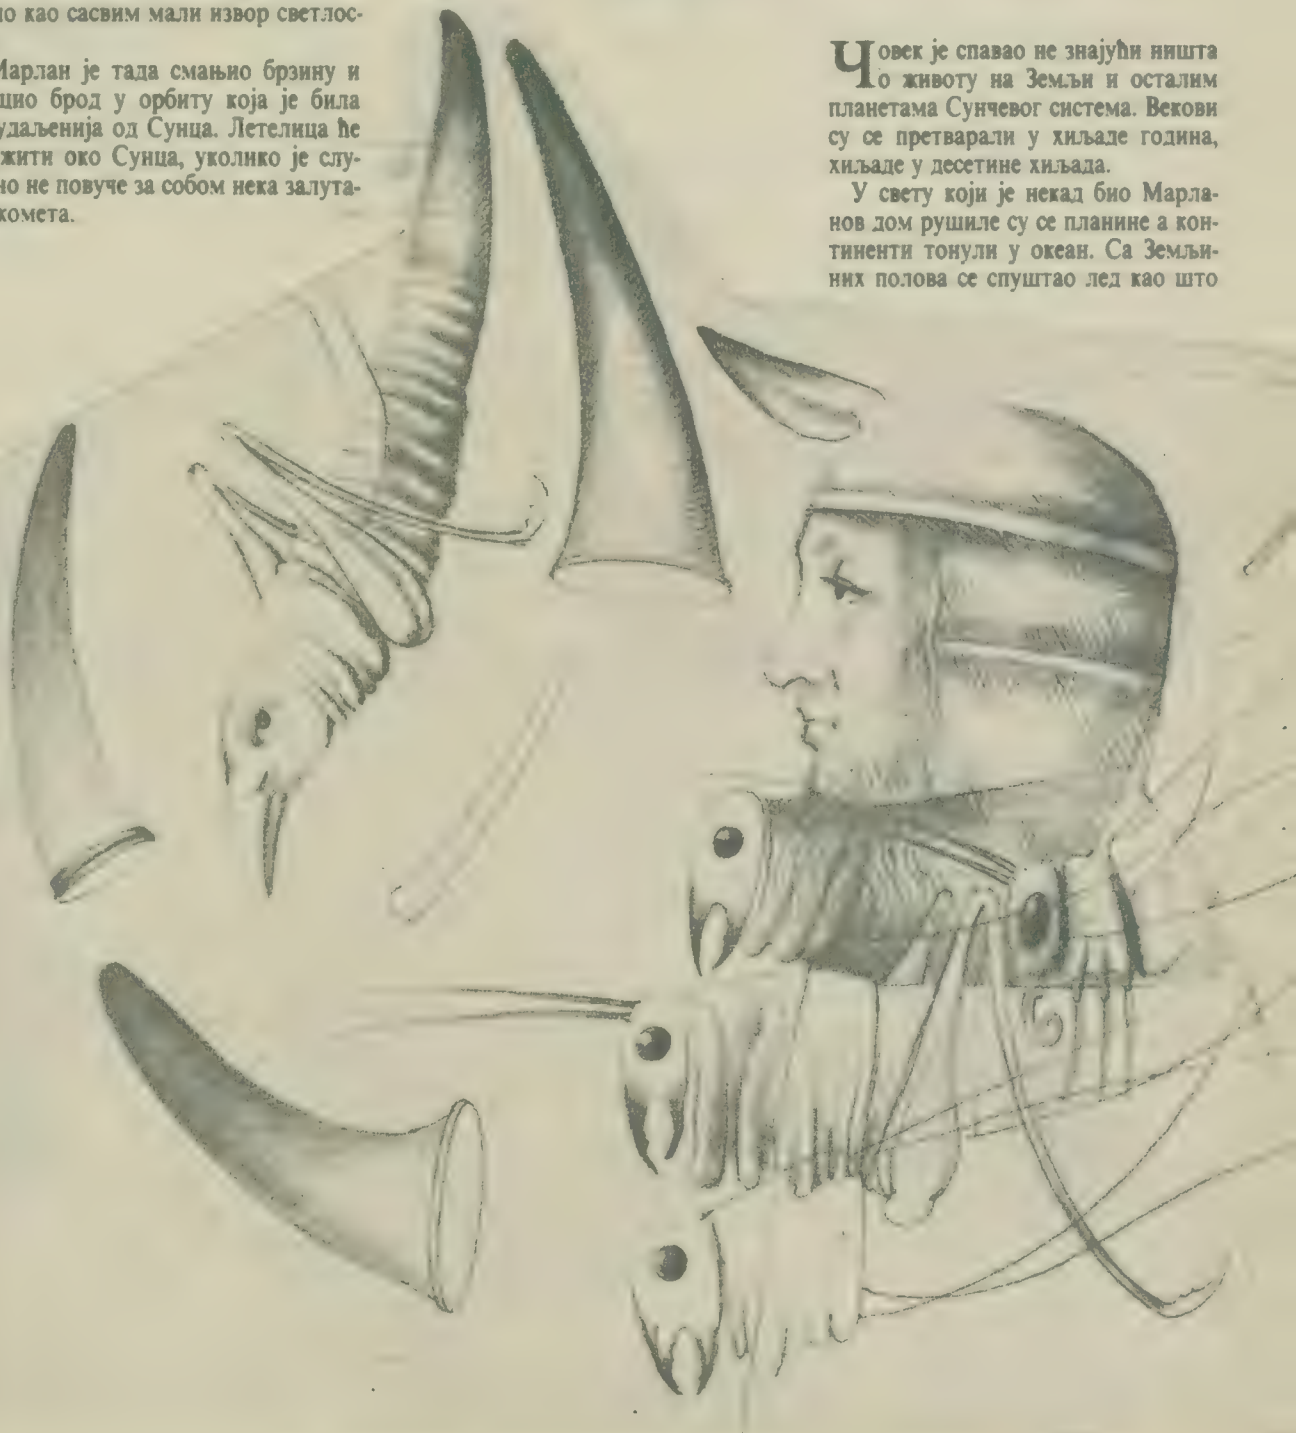 као сасвим мали извор светлос-
Марлан је тада смањио брзину и
брод у орбиту која је била
удаљенија од Сунца. Летелица ће
око Сунца, уколико је слу-
не повуче за собом нека залута-
комета.
Човек је спавао не знајући ништа
о животу на Земљи и осталим
планетама Сунчевог система. Векови
су се претварали у хиљаде година,
хиљаде у десетине хиљада.
У свету који је некад био Марла-
нов дом рушиле су се планине а кон-
тиненти тонули у океан. Са Земљи-
них полова се спуштао лед као што